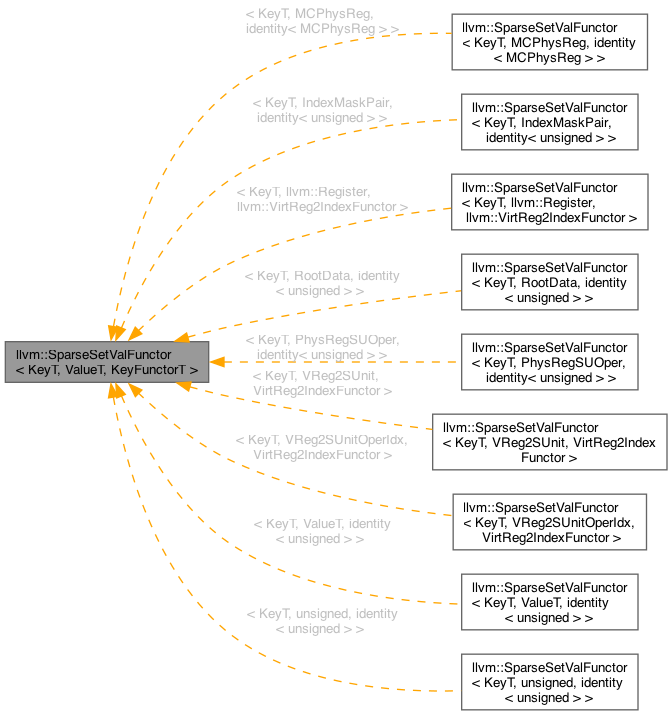 < KeyT, MCPhysReg,
identity< MCPhysReg > >
llvm::SparseSetValFunctor
< KeyT, MCPhysReg, identity
< MCPhysReg > >
< KeyT, IndexMaskPair,
identity< unsigned > >
llvm::SparseSetValFunctor
< KeyT, IndexMaskPair,
identity< unsigned > >
< KeyT, llvm::Register,
llvm::VirtReg2IndexFunctor >
llvm::SparseSetValFunctor
< KeyT, llvm::Register,
llvm::VirtReg2IndexFunctor >
< KeyT, RootData, identity
< unsigned > >
llvm::SparseSetValFunctor
< KeyT, RootData, identity
< unsigned > >
llvm::SparseSetValFunctor
< KeyT, ValueT, KeyFunctorT >
< KeyT, PhysRegSUOper,
identity< unsigned > >
llvm::SparseSetValFunctor
< KeyT, PhysRegSUOper,
identity< unsigned > >
< KeyT, VReg2SUnit,
VirtReg2IndexFunctor >
llvm::SparseSetValFunctor
< KeyT, VReg2SUnit, VirtReg2Index
Functor >
< KeyT, VReg2SUnitOperIdx,
VirtReg2IndexFunctor >
llvm::SparseSetValFunctor
< KeyT, VReg2SUnitOperIdx,
VirtReg2IndexFunctor >
< KeyT, ValueT, identity
< unsigned > >
llvm::SparseSetValFunctor
< KeyT, ValueT, identity
< unsigned > >
< KeyT, unsigned, identity
< unsigned > >
llvm::SparseSetValFunctor
< KeyT, unsigned, identity
< unsigned > >